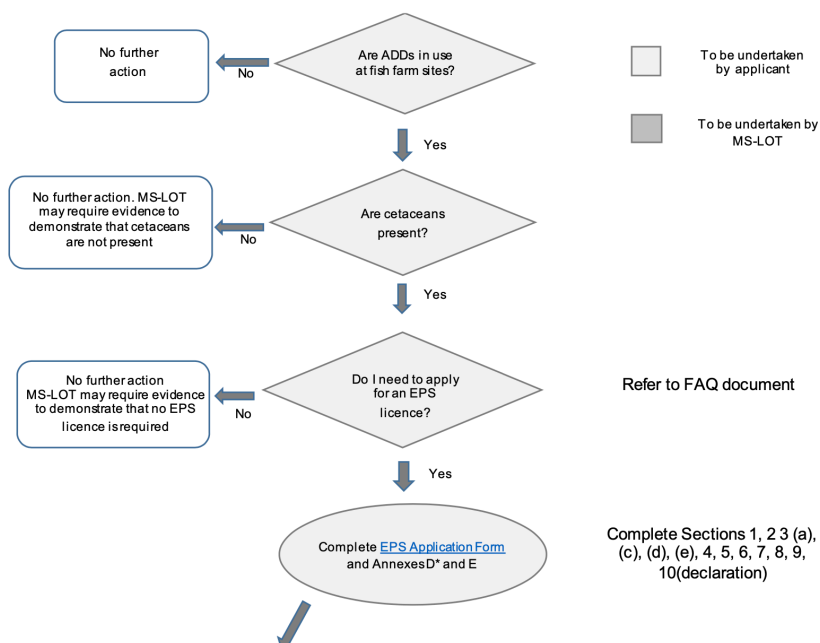 No further
action
No
Are ADDs in use
at fish farm sites?
To be undertaken
by applicant
To be undertaken by
MS-LOT
Yes
No further action. MS-LOT
may require evidence to
demonstrate that cetaceans
are not present
No
Are cetaceans
present?
Yes
No further action
MS-LOT may require evidence
to demonstrate that no EPS
licence is required
No
Do I need to apply
for an EPS
licence?
Refer to FAQ document
Yes
Complete EPS Application Form
and Annexes D* and E
Complete Sections 1, 2 3 (a),
(c), (d), (e), 4, 5, 6, 7, 8, 9,
10(declaration)